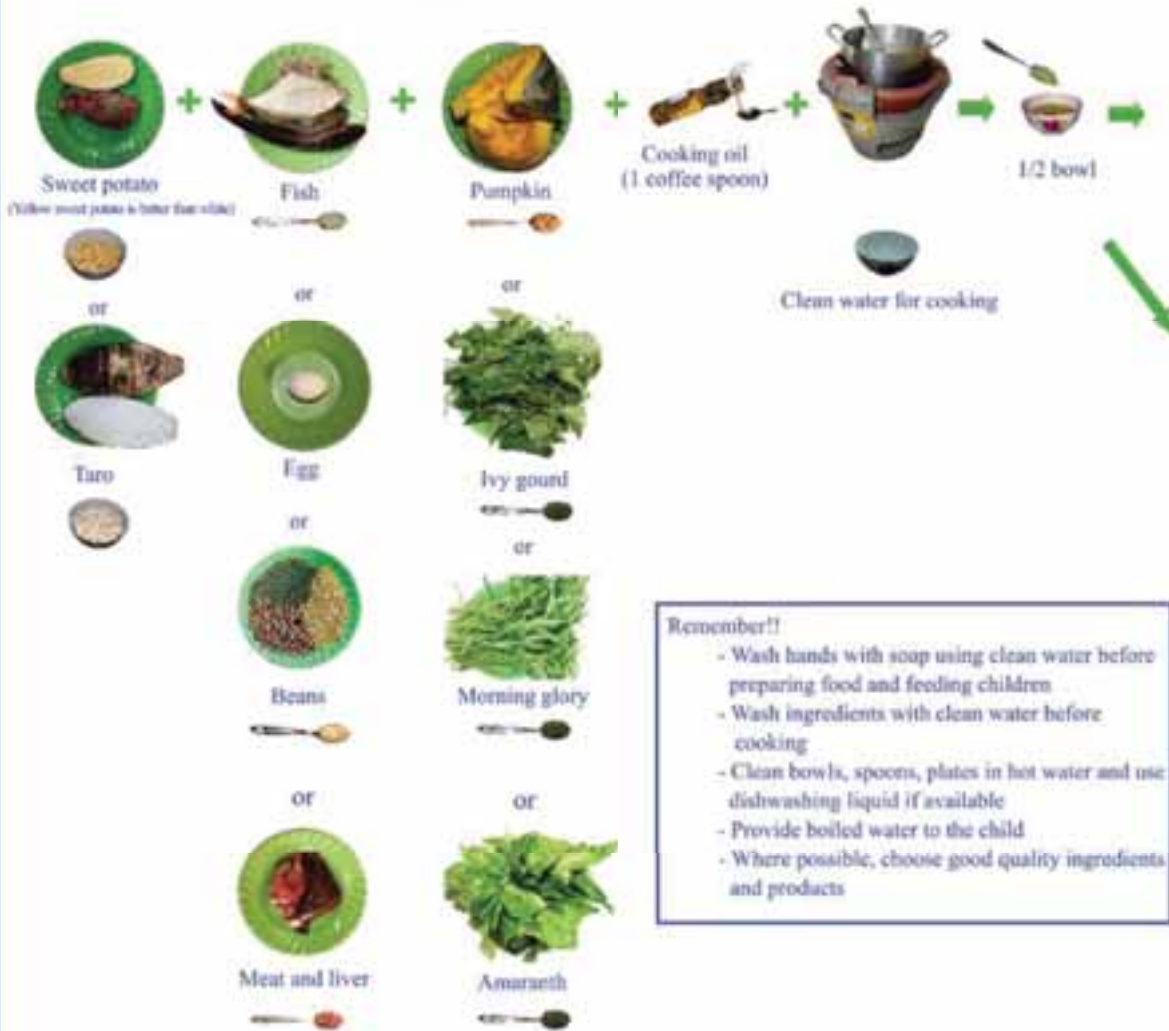 Sweet potato
(Yellow sweet potato is better than white)
or
Taro
Fish
or
Egg
or
Beans
or
Meat and liver
Pumpkin
or
Ivy gourd
or
Morning glory
or
Amaranth
Cooking oil
(1 coffee spoon)
Clean water for cooking
1/2 bowl
Remember!!
- Wash hands with soap using clean water before
preparing food and feeding children
- Wash ingredients with clean water before
cooking
- Clean bowls, spoons, plates in hot water and use
dishwashing liquid if available
- Provide boiled water to the child
- Where possible, choose good quality ingredients
and products